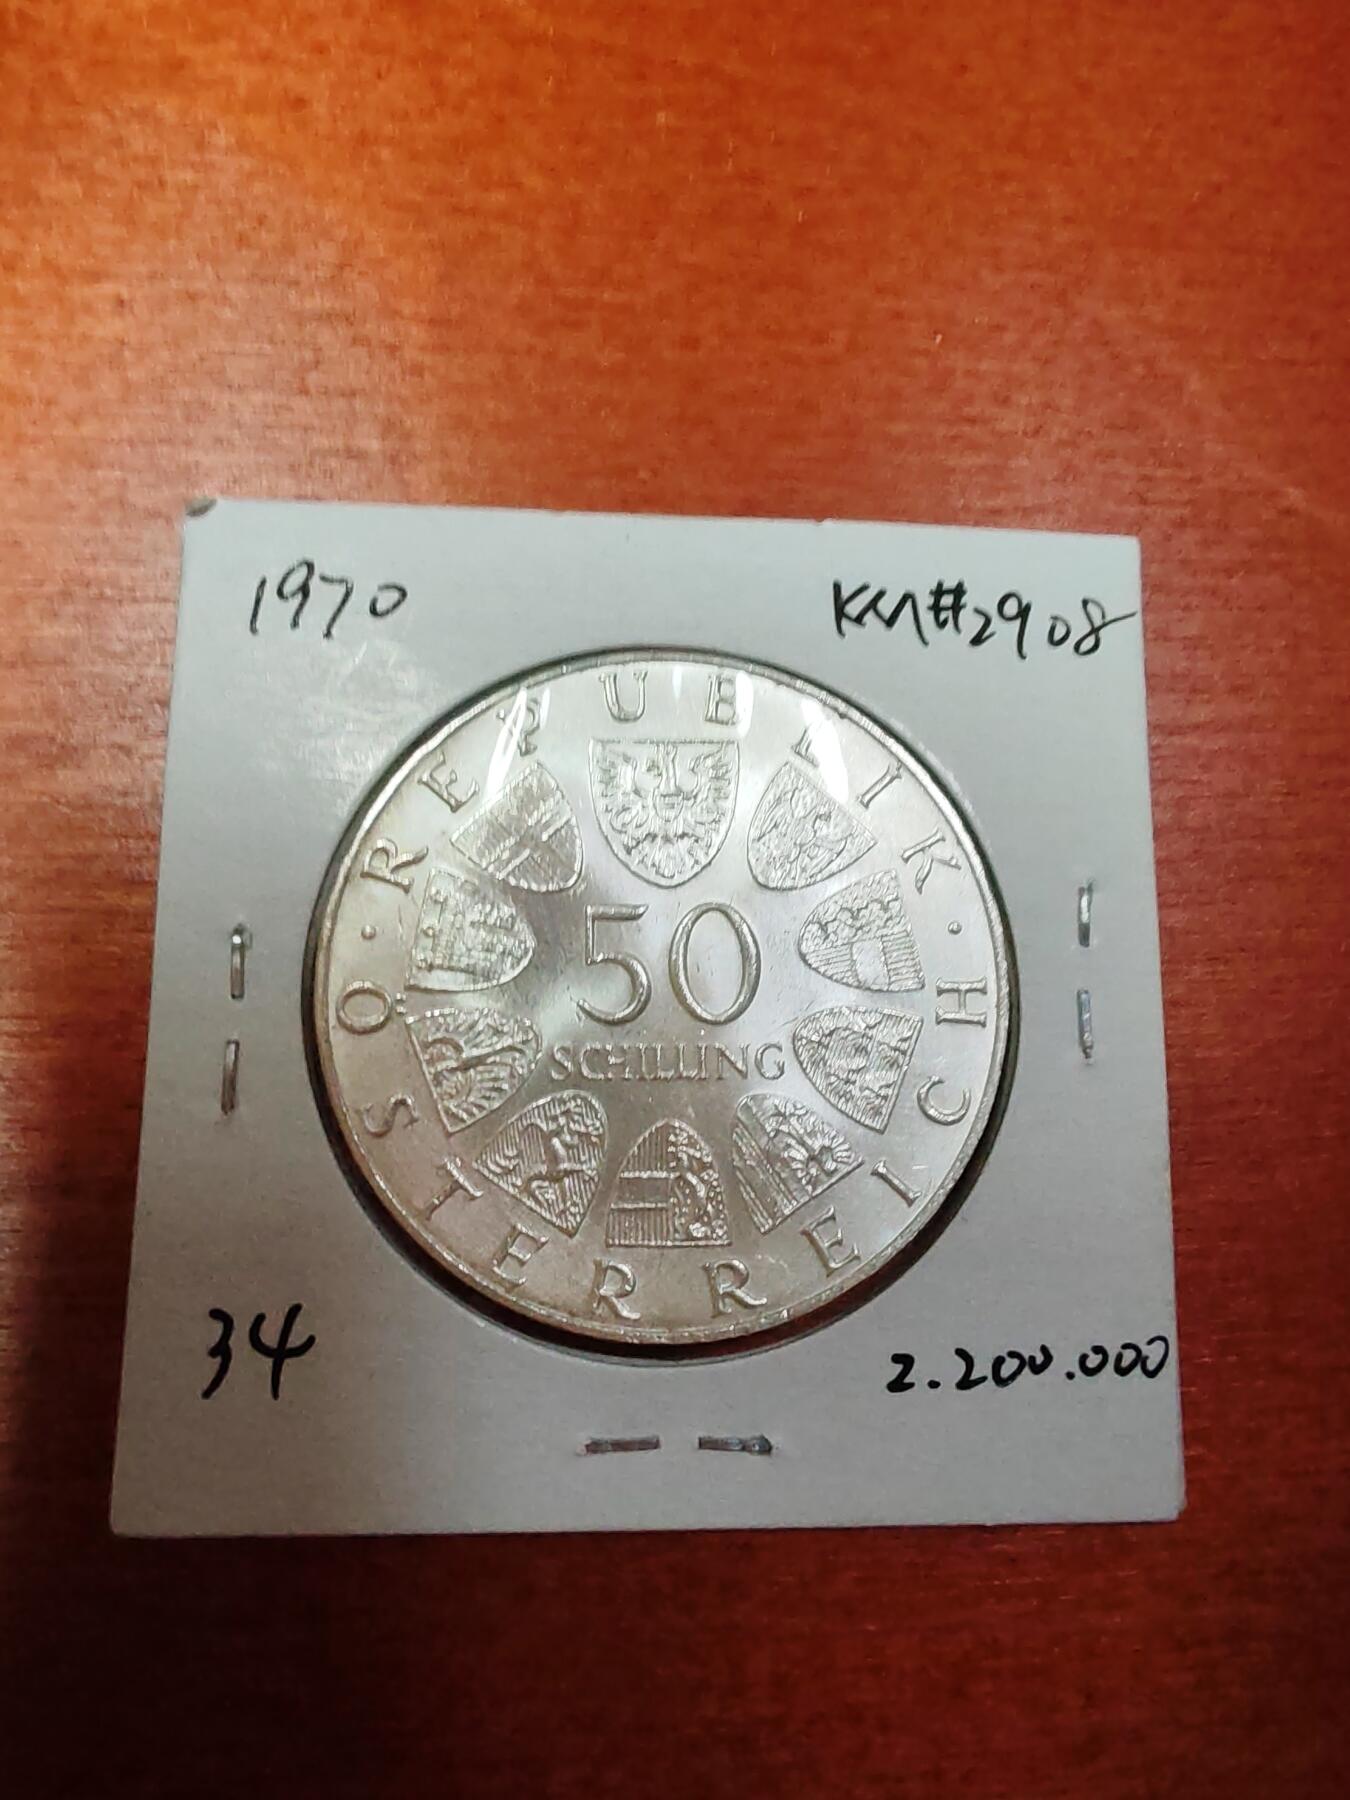 1970
KM#2908
REPUBLIK · ÖSTERREICH ·
50
SCHILLING
34
2.200.000